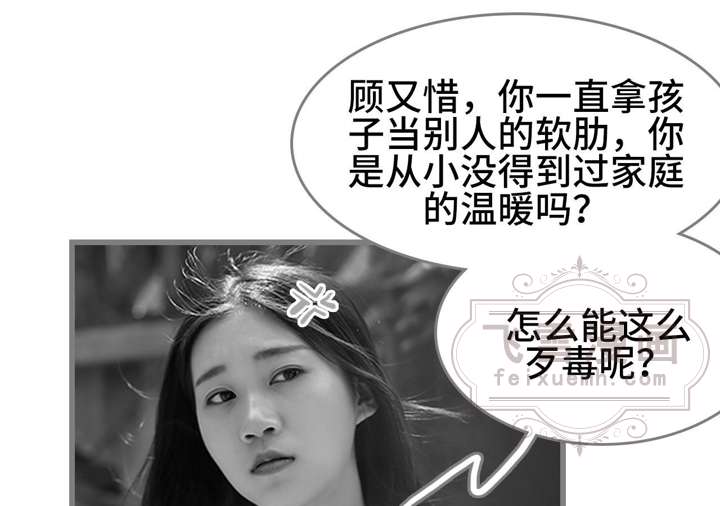 顾又惜，你一直拿孩
子当别人的软肋，你
是从小没得到过家庭
的温暖吗？
怎么能这么
歹毒呢？
feixuemh.com